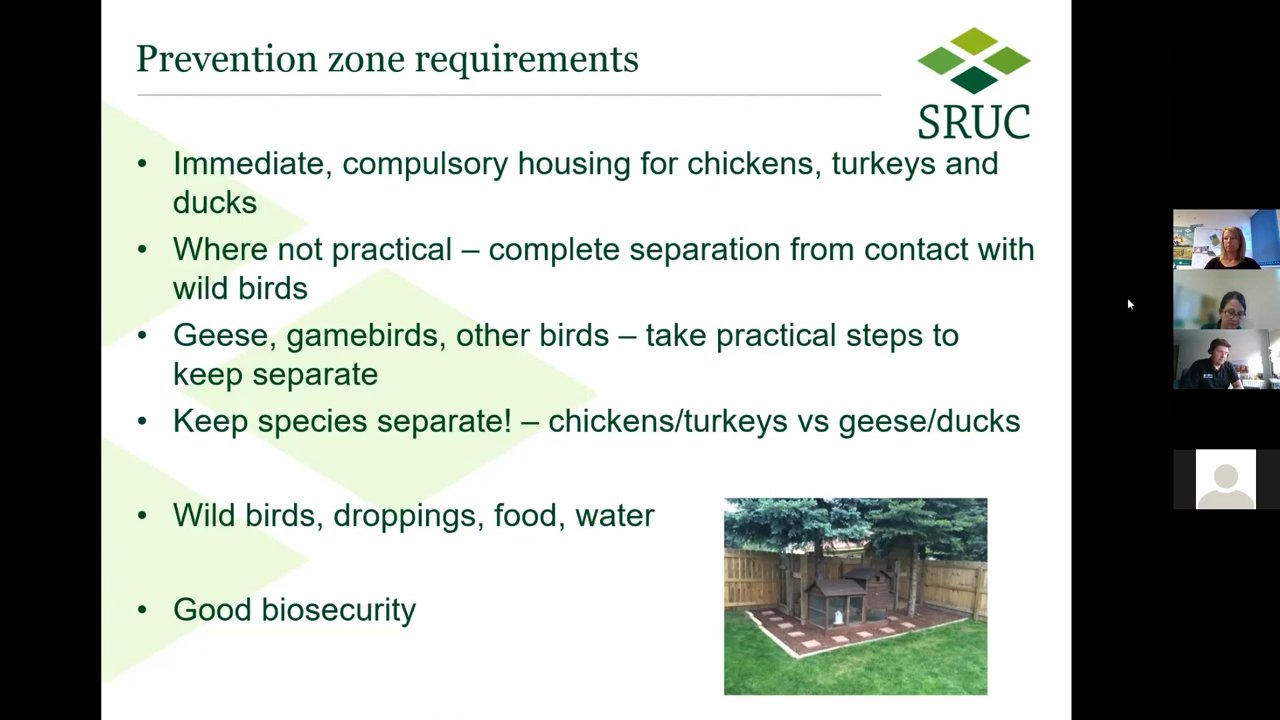 Prevention zone requirements
SRUC
• Immediate, compulsory housing for chickens, turkeys and
ducks
• Where not practical – complete separation from contact with
wild birds
• Geese, gamebirds, other birds – take practical steps to
keep separate
• Keep species separate! – chickens/turkeys vs geese/ducks
• Wild birds, droppings, food, water
• Good biosecurity